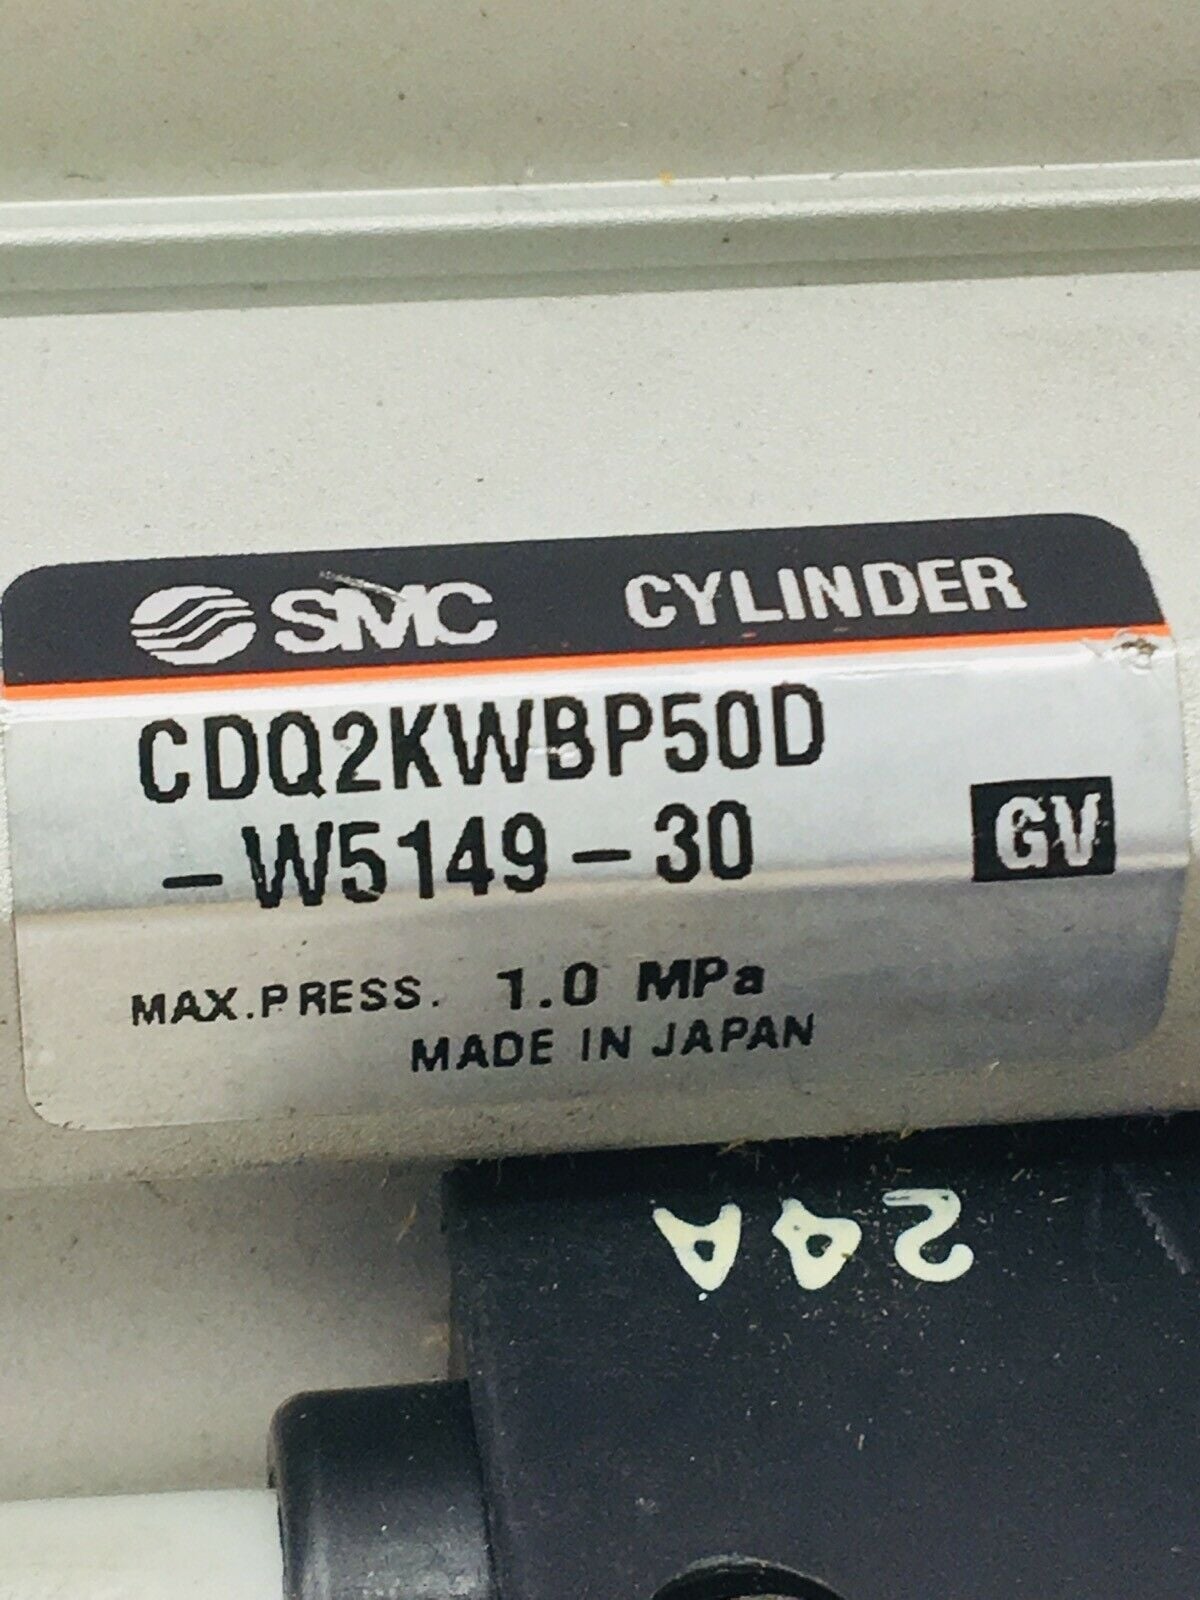 SMC CYLINDER
CDQ2KWBP50D
-W5149-30 GV
MAX.PRESS. 1.0 MPa
MADE IN JAPAN
24A